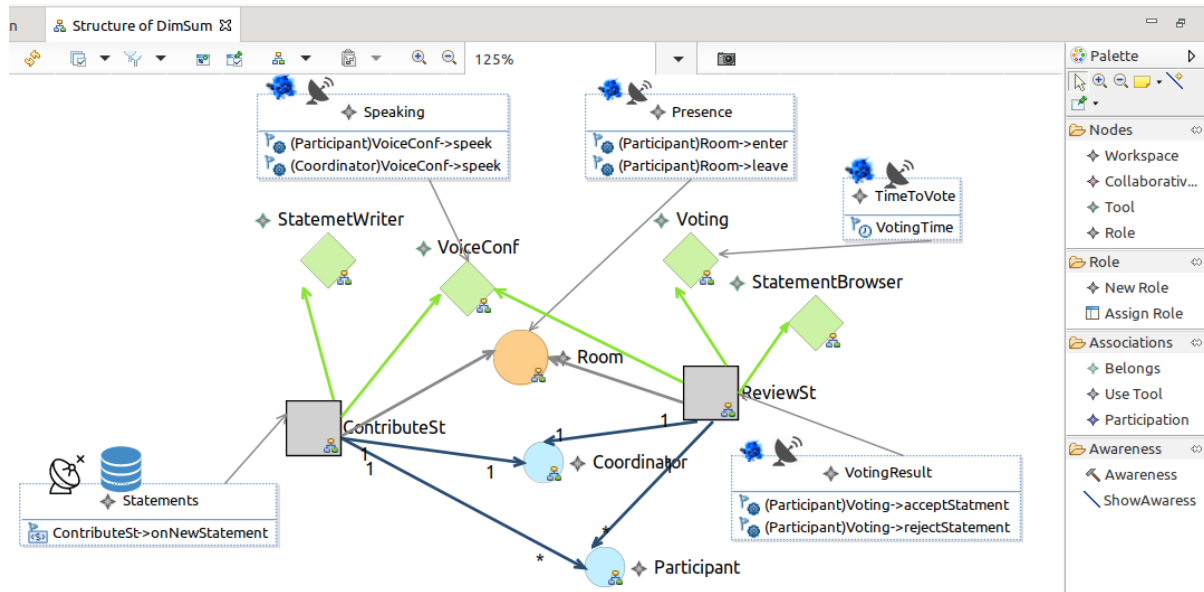 n
Structure of DimSum
125%
Palette
Nodes
Workspace
Collaborativ...
Tool
Role
Role
New Role
Assign Role
Associations
Belongs
Use Tool
Participation
Awareness
Awareness
ShowAwaress
Speaking
(Participant)VoiceConf->speek
(Coordinator)VoiceConf->speek
Presence
(Participant)Room->enter
(Participant)Room->leave
TimeToVote
VotingTime
StatemetWriter
VoiceConf
Voting
StatementBrowser
Room
ContributeSt
ReviewSt
1
1
1
1
1
Coordinator
*
*
Participant
Statements
<$>
ContributeSt->onNewStatement
VotingResult
(Participant)Voting->acceptStatment
(Participant)Voting->rejectStatement